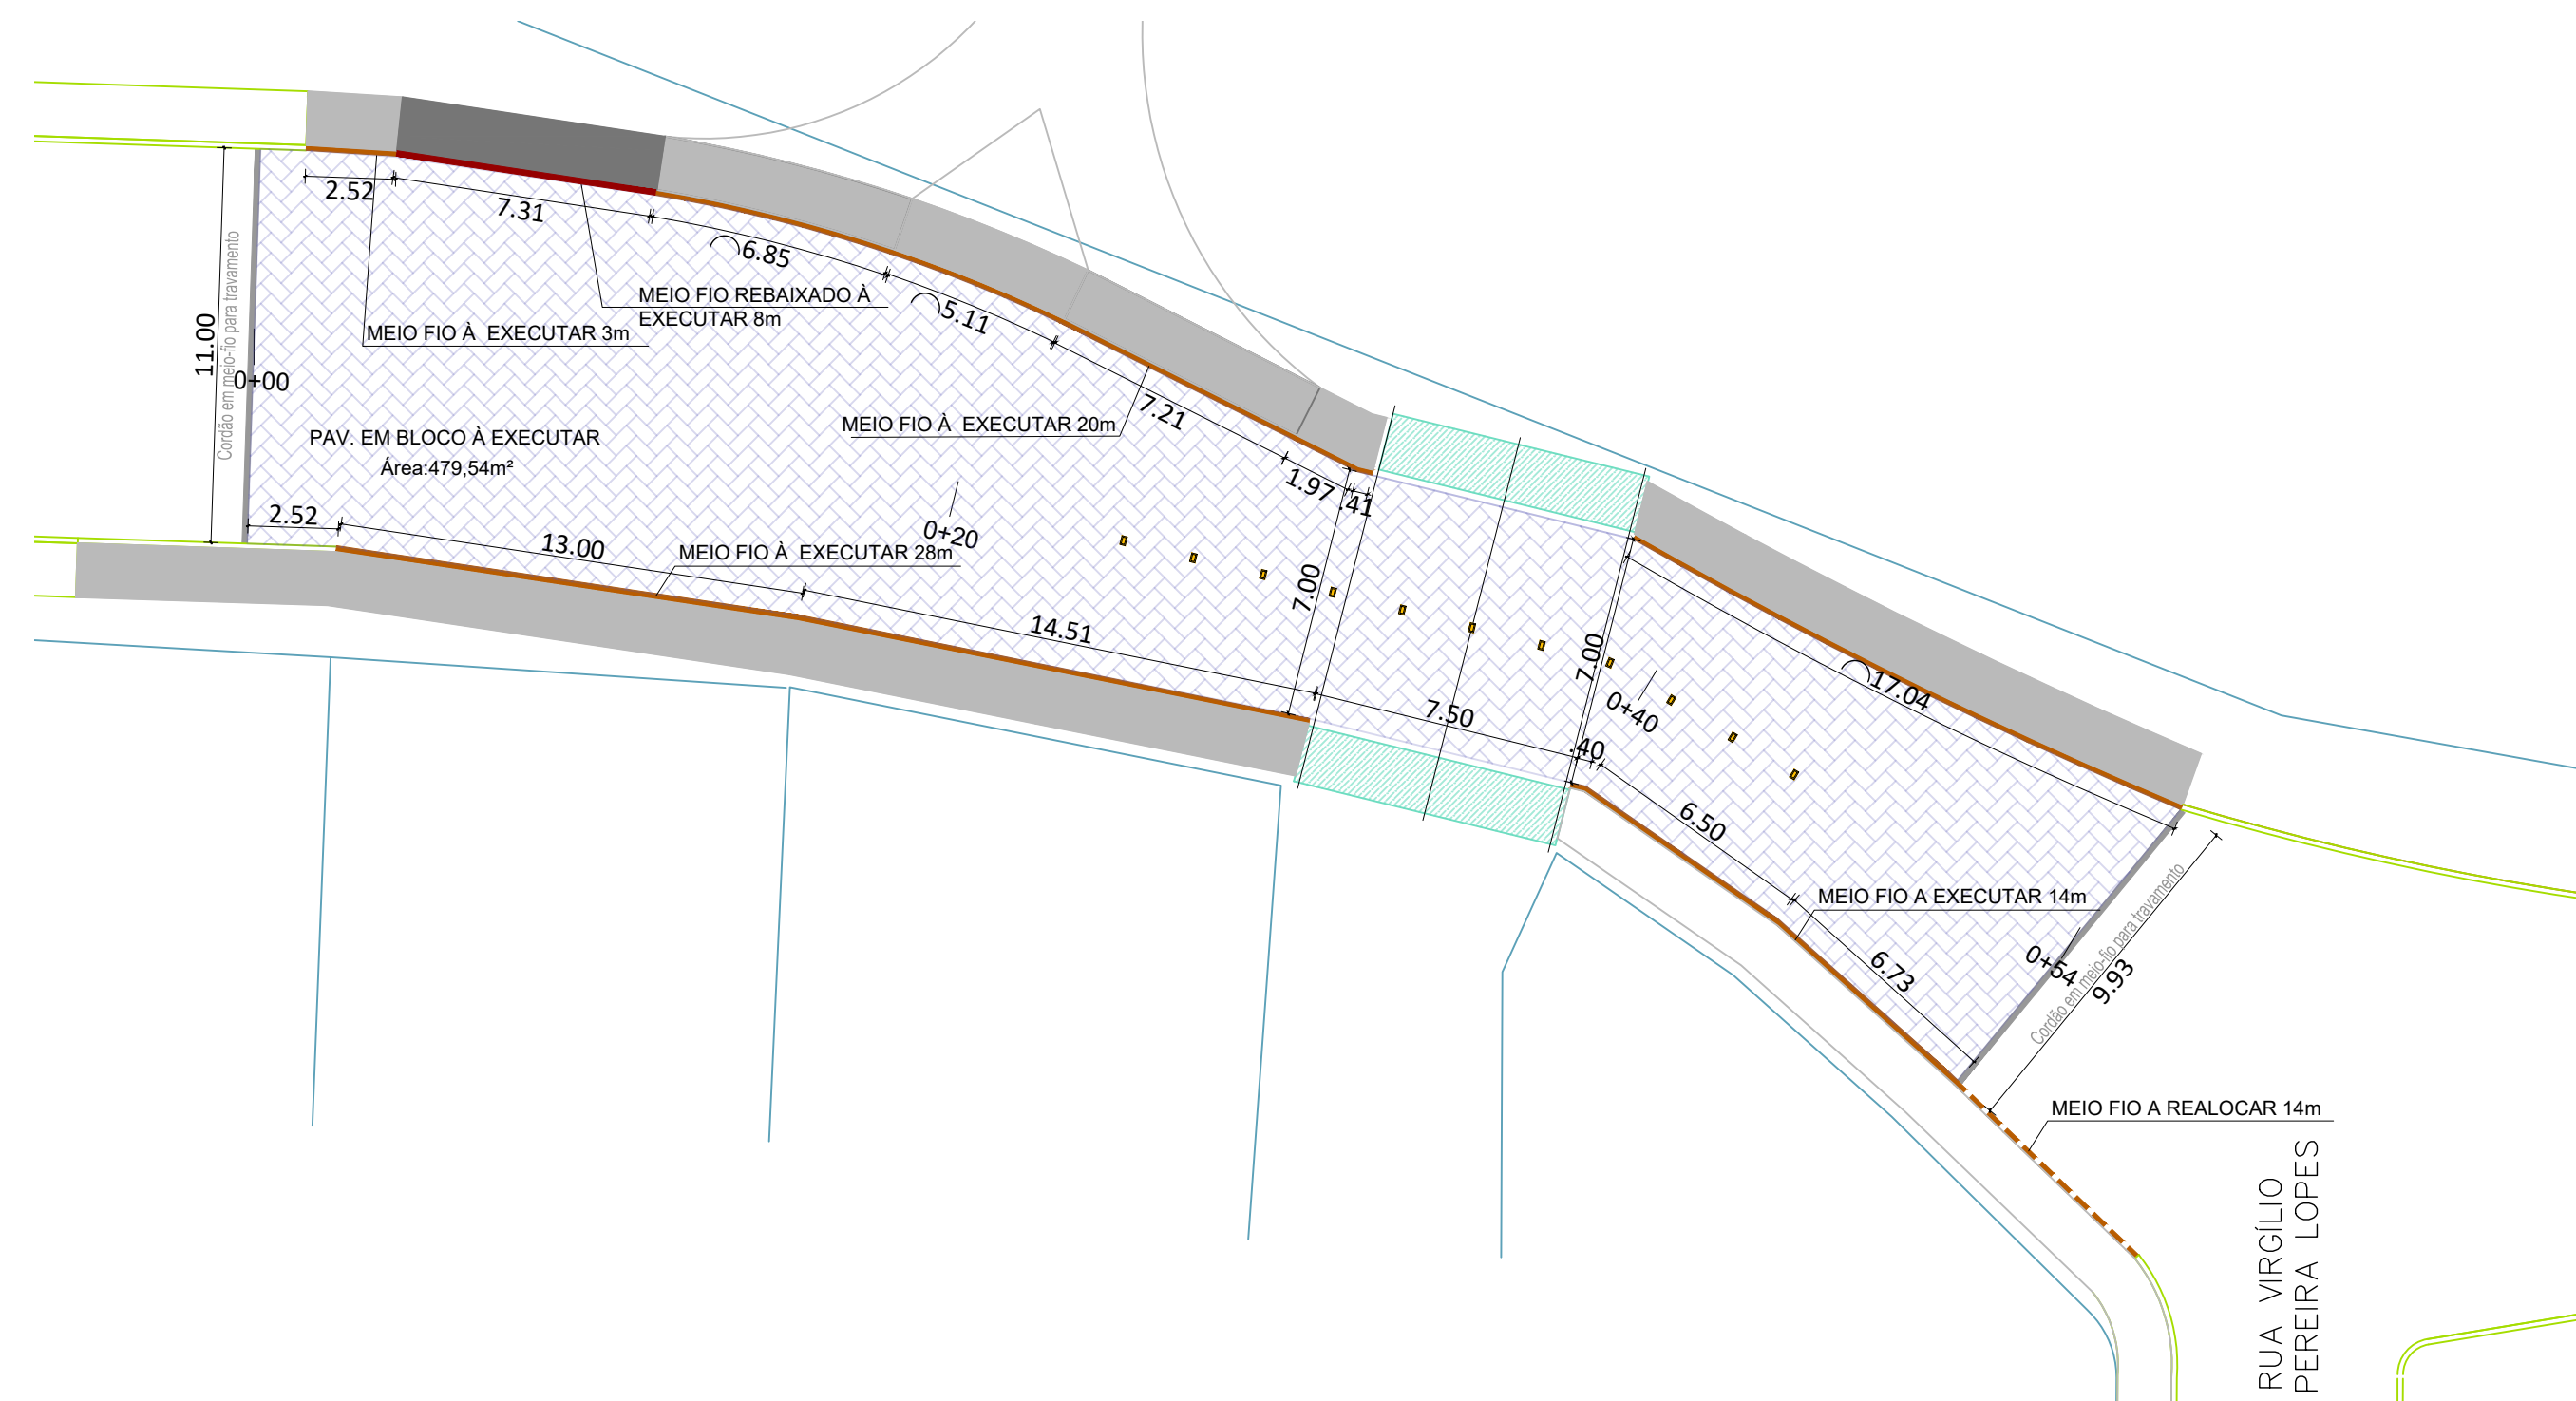 2.52
7.31
6.85
5.11
7.21
1.97
.41
MEIO FIO REBAIXADO À
EXECUTAR 8m
MEIO FIO À EXECUTAR 3m
11.00
Cordão em meio-fio para travamento
0+00
MEIO FIO À EXECUTAR 20m
PAV. EM BLOCO À EXECUTAR
Área:479,54m²
2.52
13.00
0+20
MEIO FIO À EXECUTAR 28m
14.51
7.00
7.00
7.50
.40
0+40
17.04
6.50
MEIO FIO A EXECUTAR 14m
6.73
0+54
Cordão em meio-fio para travamento
9.93
MEIO FIO A REALOCAR 14m
RUA VIRGÍLIO
PEREIRA LOPES